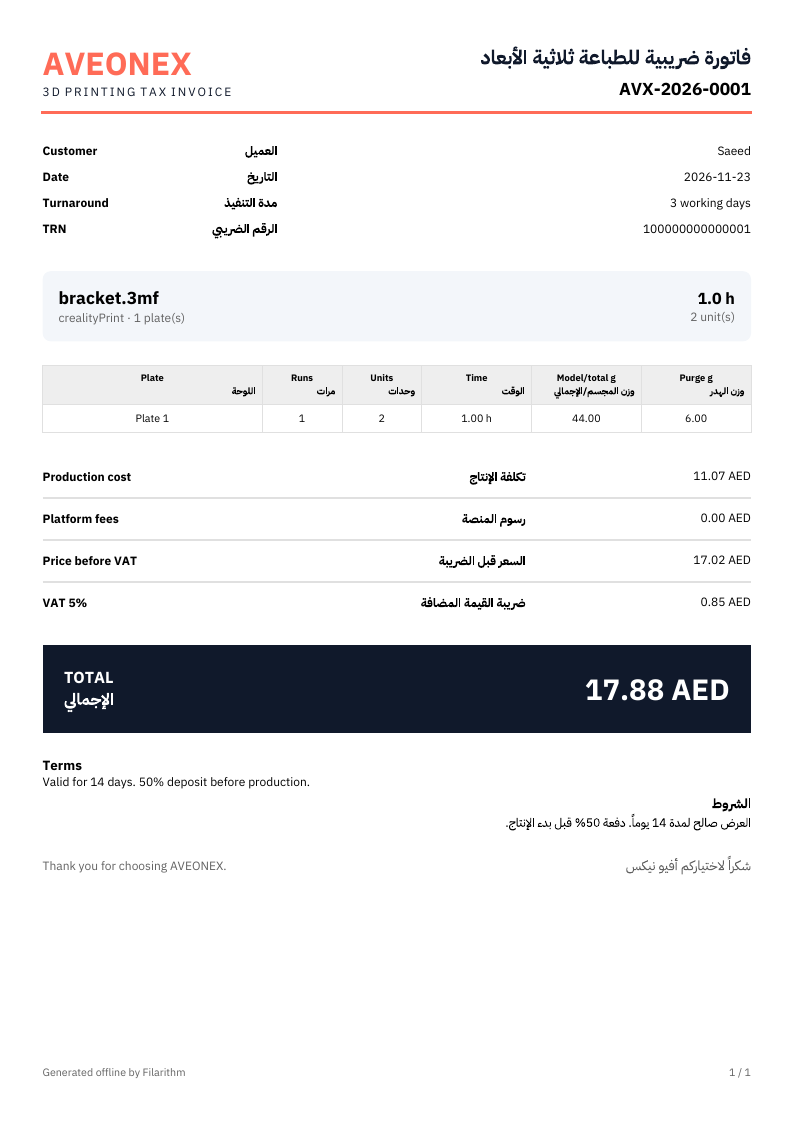 AVEONEX
3D PRINTING TAX INVOICE
فاتورة ضريبية للطباعة ثلاثية الأبعاد
AVX-2026-0001
Customer العميل Saeed
Date التاريخ 2026-11-23
Turnaround مدة التنفيذ 3 working days
TRN الرقم الضريبي 100000000000001
bracket.3mf 1.0 h
crealityPrint · 1 plate(s) 2 unit(s)
Plate Runs Units Time Model/total g Purge g
اللوحة مرات وحدات الوقت وزن المجسم/الإجمالي وزن الهدر
Plate 1 1 2 1.00 h 44.00 6.00
Production cost تكلفة الإنتاج 11.07 AED
Platform fees رسوم المنصة 0.00 AED
Price before VAT السعر قبل الضريبة 17.02 AED
VAT 5% ضريبة القيمة المضافة 0.85 AED
TOTAL
الإجمالي
17.88 AED
Terms
Valid for 14 days. 50% deposit before production.
الشروط
العرض صالح لمدة 14 يوماً. دفعة 50% قبل بدء الإنتاج.
Thank you for choosing AVEONEX. شكراً لاختياركم أفيو نيكس
Generated offline by Filarithm 1 / 1